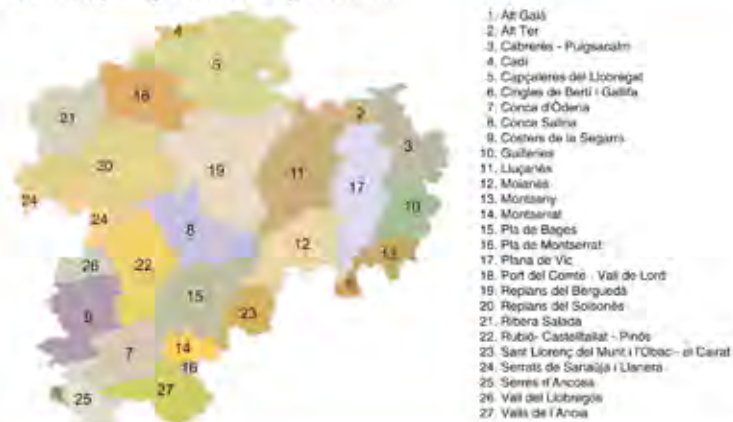 4
5
18
21
2
3
20
19
11
17
24
10
24
8
12
13
26
22
6
15
9
23
7
14
16
25
27
1. Alt Gaià
2. Alt Ter
3. Cabrerès - Puigsacalm
4. Cadí
5. Capçaleres del Llobregat
6. Cingles de Bertí i Gallifa
7. Conca d'Òdena
8. Conca Salina
9. Costers de la Segarra
10. Guilleries
11. Lluçanès
12. Moianès
13. Montseny
14. Montserrat
15. Pla de Bages
16. Pla de Montserrat
17. Plana de Vic
18. Port del Comte - Vall de Lord
19. Replans del Berguedà
20. Replans del Solsonès
21. Ribera Salada
22. Rubió- Castelltallat - Pinós
23. Sant Llorenç del Munt i l'Obac - el Cairat
24. Serrats de Sanaüja i Llanera
25. Serres d'Ancosa
26. Vall del Llobregós
27. Valls de l'Anoia